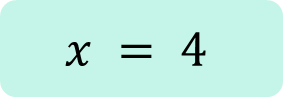 x = 4